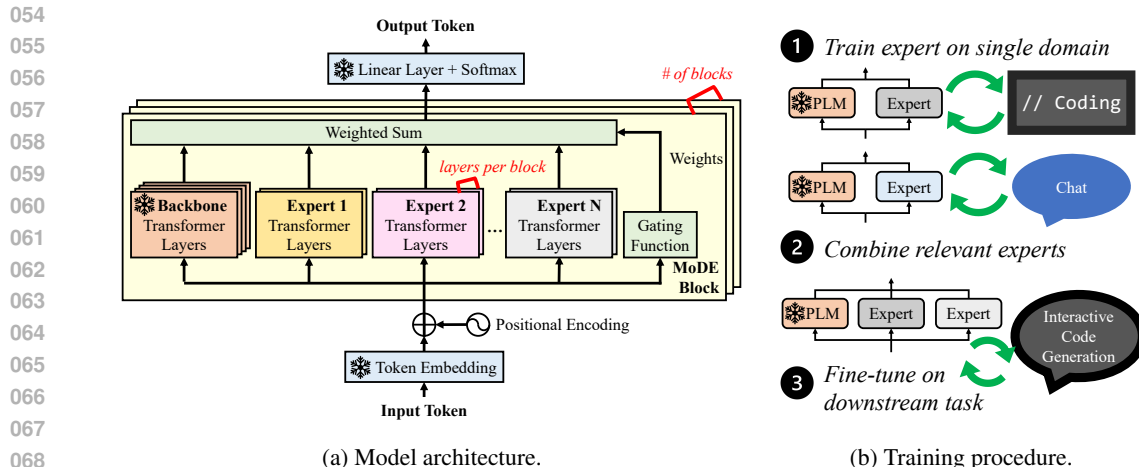 054
055
056
057
058
059
060
061
062
063
064
065
066
067
068
Output Token
Linear Layer + Softmax
# of blocks
Weighted Sum
Weights
layers per block
Backbone
Transformer
Layers
Expert 1
Transformer
Layers
Expert 2
Transformer
Layers
...
Expert N
Transformer
Layers
Gating
Function
MoDE
Block
Positional Encoding
Token Embedding
Input Token
(a) Model architecture.
1 Train expert on single domain
PLM
Expert
// Coding
PLM
Expert
Chat
2 Combine relevant experts
PLM
Expert
Expert
Interactive
Code
Generation
3 Fine-tune on
downstream task
(b) Training procedure.